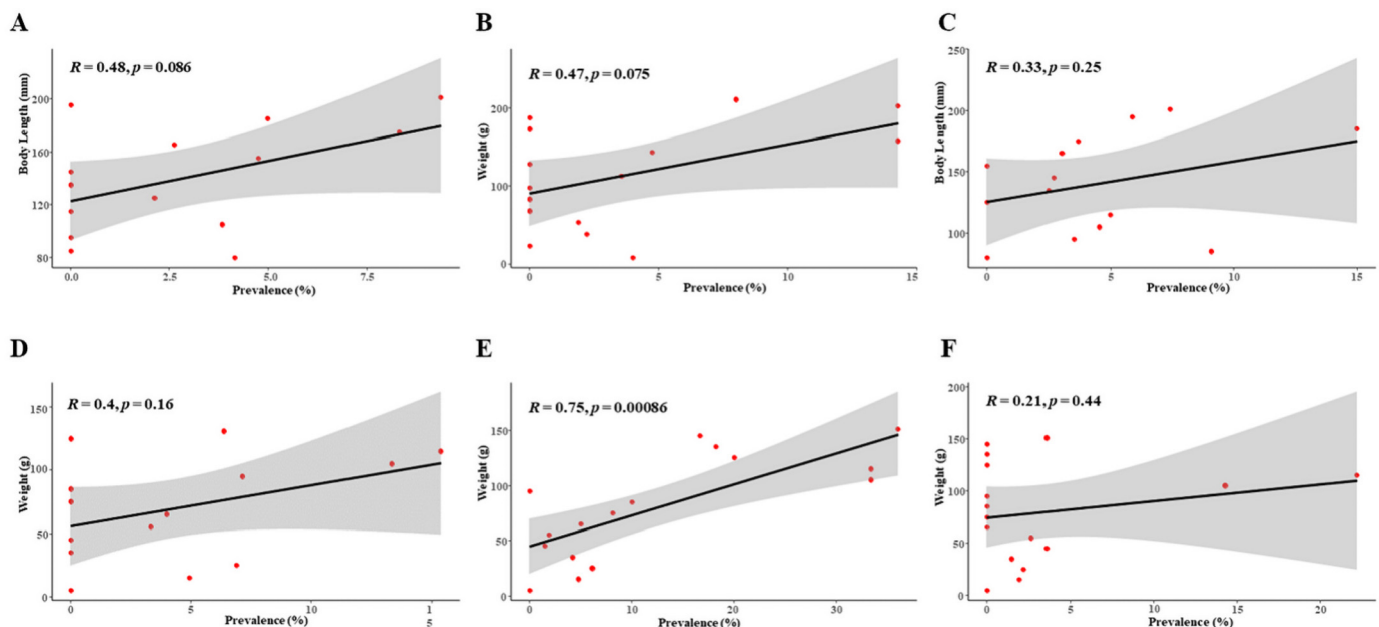 A
B
C
R = 0.48, p = 0.086
R = 0.47, p = 0.075
R = 0.33, p = 0.25
Body Length (mm)
200
160
120
80
0.0
2.5
5.0
7.5
Prevalence (%)
Weight (g)
200
100
0
0
5
10
15
Prevalence (%)
Body Le ngth (mm)
250
200
150
100
0
5
10
15
Prevalence (%)
D
E
F
R = 0.4, p = 0.16
R = 0.75, p = 0.00086
R = 0.21, p = 0.44
Weight (g)
150
100
50
0
0
5
10
1
5
Prevalence (%)
Weight (g)
150
100
50
0
0
10
20
30
Prevalence (%)
Weight (g)
200
150
100
50
0
0
5
10
15
20
Prevalence (%)